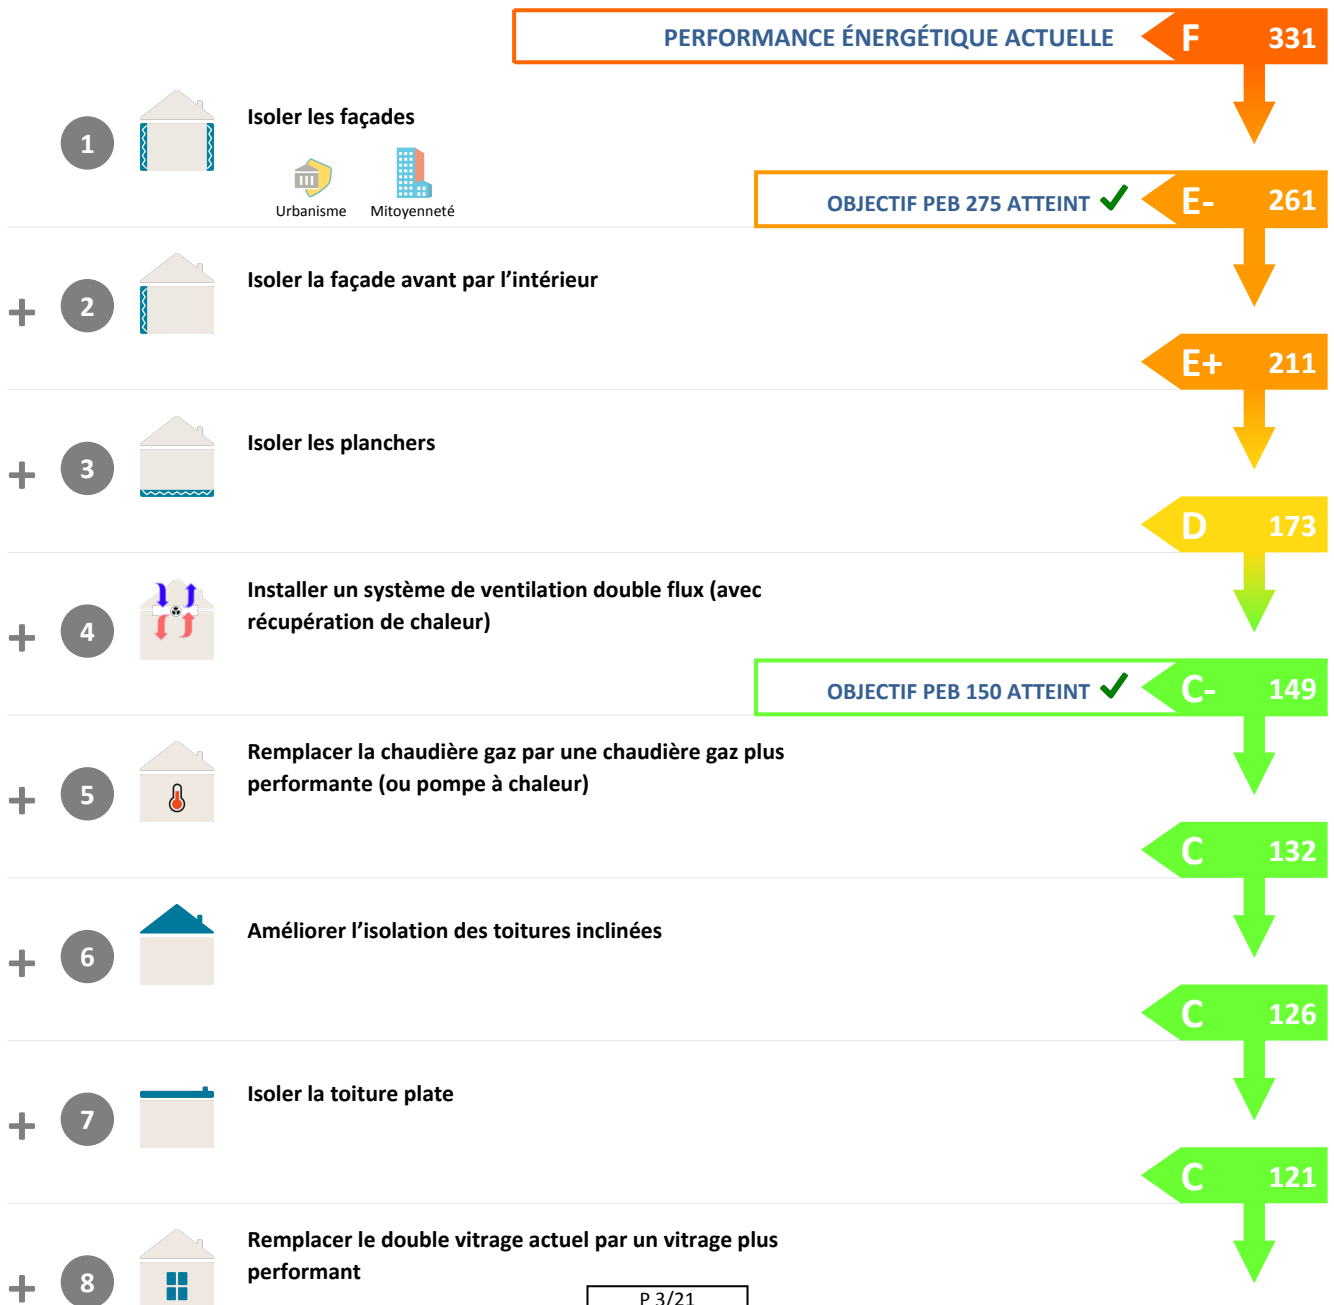 PERFORMANCE ÉNERGÉTIQUE ACTUELLE F 331
1 Isoler les façades
Urbanisme Mitoyenneté
OBJECTIF PEB 275 ATTEINT E- 261
+ 2 Isoler la façade avant par l’intérieur
E+ 211
+ 3 Isoler les planchers
D 173
+ 4 Installer un système de ventilation double flux (avec
récupération de chaleur)
OBJECTIF PEB 150 ATTEINT C- 149
+ 5 Remplacer la chaudière gaz par une chaudière gaz plus
performante (ou pompe à chaleur)
C 132
+ 6 Améliorer l’isolation des toitures inclinées
C 126
+ 7 Isoler la toiture plate
C 121
+ 8 Remplacer le double vitrage actuel par un vitrage plus
performant
P 3/21